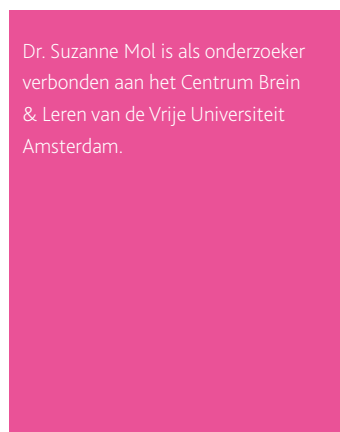 Dr. Suzanne Mol is als onderzoeker
verbonden aan het Centrum Brein
& Leren van de Vrije Universiteit
Amsterdam.